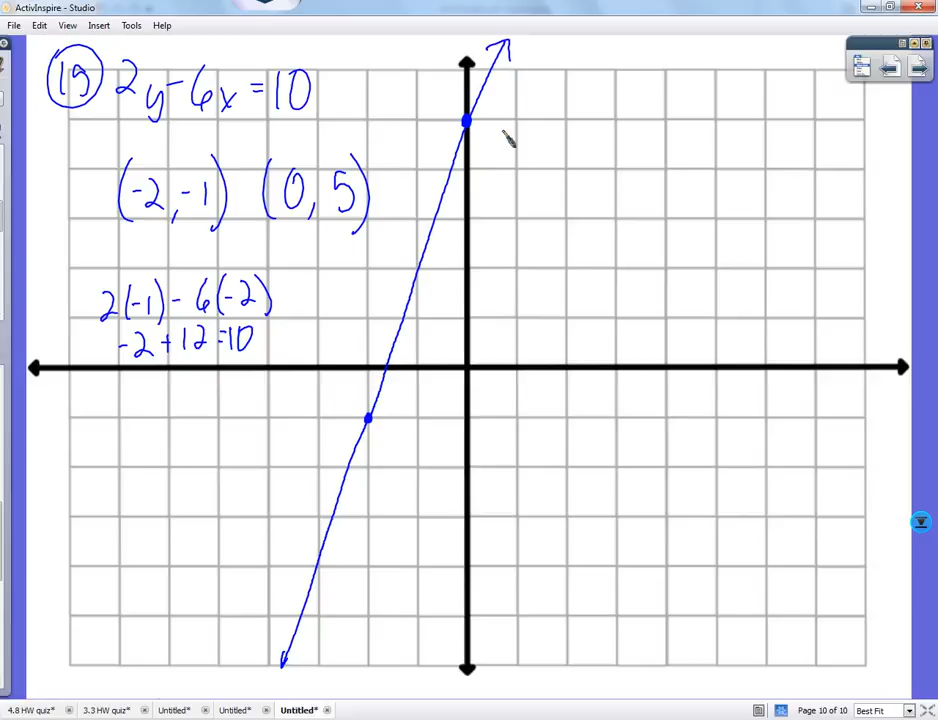 ActivInspire - Studio
File Edit View Insert Tools Help
19 2y-6x=10
(-2,-1) (0, 5)
2(-1)- 6(-2)
-2+12=10
4.8 HW quiz* 3.3 HW quiz* Untitled* Untitled* Untitled* Page 10 of 10 Best Fit